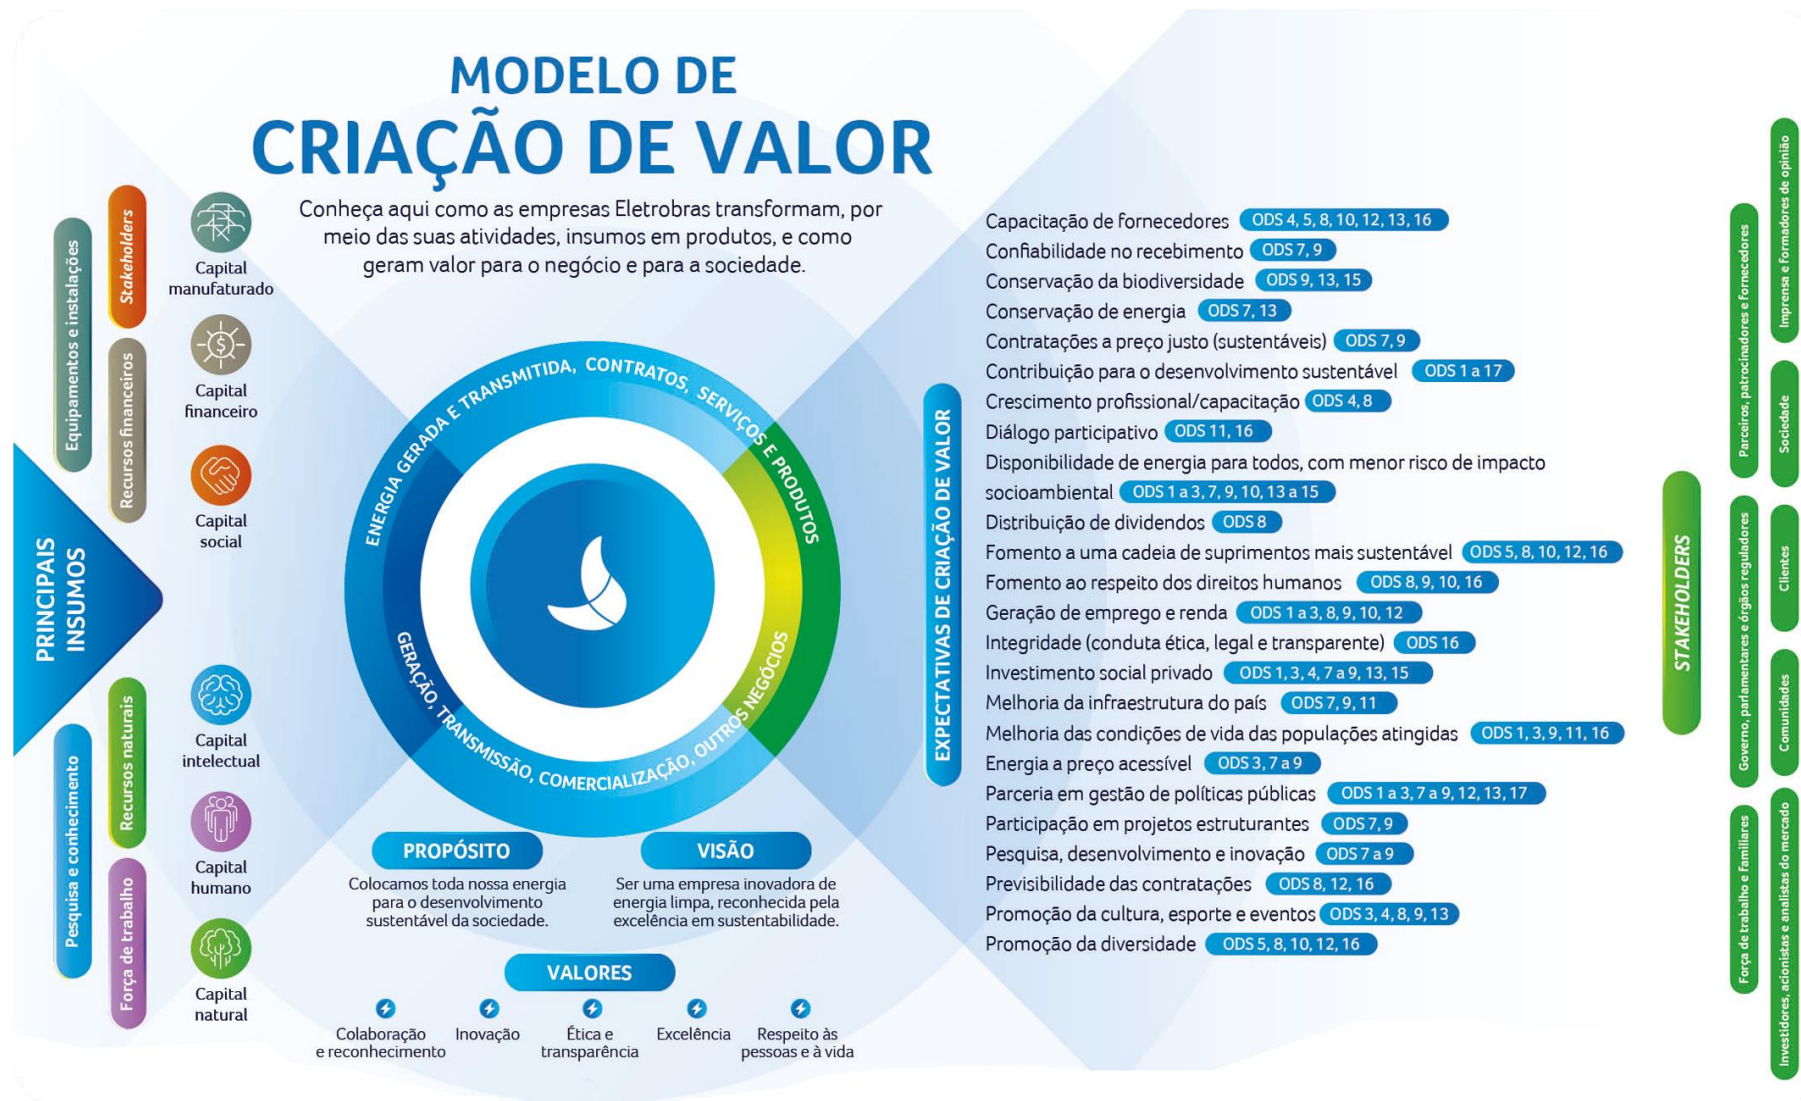 MODELO DE
CRIAÇÃO DE VALOR
Conheça aqui como as empresas Eletrobras transformam, por
meio das suas atividades, insumos em produtos, e como
geram valor para o negócio e para a sociedade.
PRINCIPAIS
INSUMOS
Equipamentos e instalações
Stakeholders
Recursos financeiros
Recursos naturais
Pesquisa e conhecimento
Força de trabalho
Capital
manufaturado
Capital
financeiro
Capital
social
Capital
intelectual
Capital
humano
Capital
natural
ENERGIA GERADA E TRANSMITIDA, CONTRATOS, SERVIÇOS E PRODUTOS
GERAÇÃO, TRANSMISSÃO, COMERCIALIZAÇÃO, OUTROS NEGÓCIOS
PROPÓSITO
Colocamos toda nossa energia
para o desenvolvimento
sustentável da sociedade.
VISÃO
Ser uma empresa inovadora de
energia limpa, reconhecida pela
excelência em sustentabilidade.
VALORES
Colaboração
e reconhecimento
Inovação
Ética e
transparência
Excelência
Respeito às
pessoas e à vida
EXPECTATIVAS DE CRIAÇÃO DE VALOR
Capacitação de fornecedores ODS 4, 5, 8, 10, 12, 13, 16
Confiabilidade no recebimento ODS 7, 9
Conservação da biodiversidade ODS 9, 13, 15
Conservação de energia ODS 7, 13
Contratações a preço justo (sustentáveis) ODS 7, 9
Contribuição para o desenvolvimento sustentável ODS 1 a 17
Crescimento profissional/capacitação ODS 4, 8
Diálogo participativo ODS 11, 16
Disponibilidade de energia para todos, com menor risco de impacto
socioambiental ODS 1 a 3, 7, 9, 10, 13 a 15
Distribuição de dividendos ODS 8
Fomento a uma cadeia de suprimentos mais sustentável ODS 5, 8, 10, 12, 16
Fomento ao respeito dos direitos humanos ODS 8, 9, 10, 16
Geração de emprego e renda ODS 1 a 3, 8, 9, 10, 12
Integridade (conduta ética, legal e transparente) ODS 16
Investimento social privado ODS 1, 3, 4, 7 a 9, 13, 15
Melhoria da infraestrutura do país ODS 7, 9, 11
Melhoria das condições de vida das populações atingidas ODS 1, 3, 9, 11, 16
Energia a preço acessível ODS 3, 7 a 9
Parceria em gestão de políticas públicas ODS 1 a 3, 7 a 9, 12, 13, 17
Participação em projetos estruturantes ODS 7, 9
Pesquisa, desenvolvimento e inovação ODS 7 a 9
Previsibilidade das contratações ODS 8, 12, 16
Promoção da cultura, esporte e eventos ODS 3, 4, 8, 9, 13
Promoção da diversidade ODS 5, 8, 10, 12, 16
STAKEHOLDERS
Parceiros, patrocinadores e fornecedores
Governo, parlamentares e órgãos reguladores
Força de trabalho e familiares
Imprensa e formadores de opinião
Sociedade
Clientes
Comunidades
Investidores, acionistas e analistas do mercado